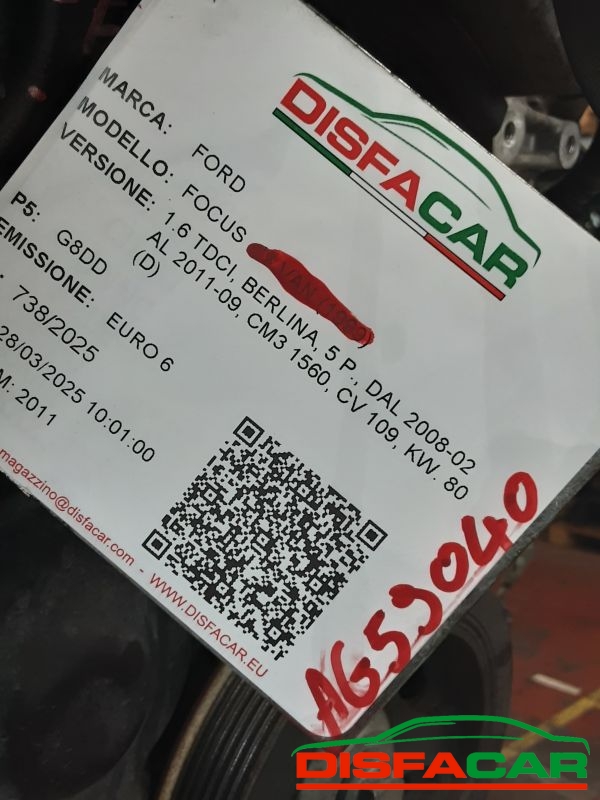 DISFACAR
MARCA: FORD
MODELLO: FOCUS
VERSIONE: 1.6 TDCI, BERLINA, 5 P., DAL 2008-02
AL 2011-09, CM3 1560, CV 109, KW. 80
(D)
P5: G8DD
EMISSIONE: EURO 6
738/2025
28/03/2025 10:01:00
M: 2011
magazzino@disfacar.com - WWW.DISFACAR.EU
AG59040
DISFACAR